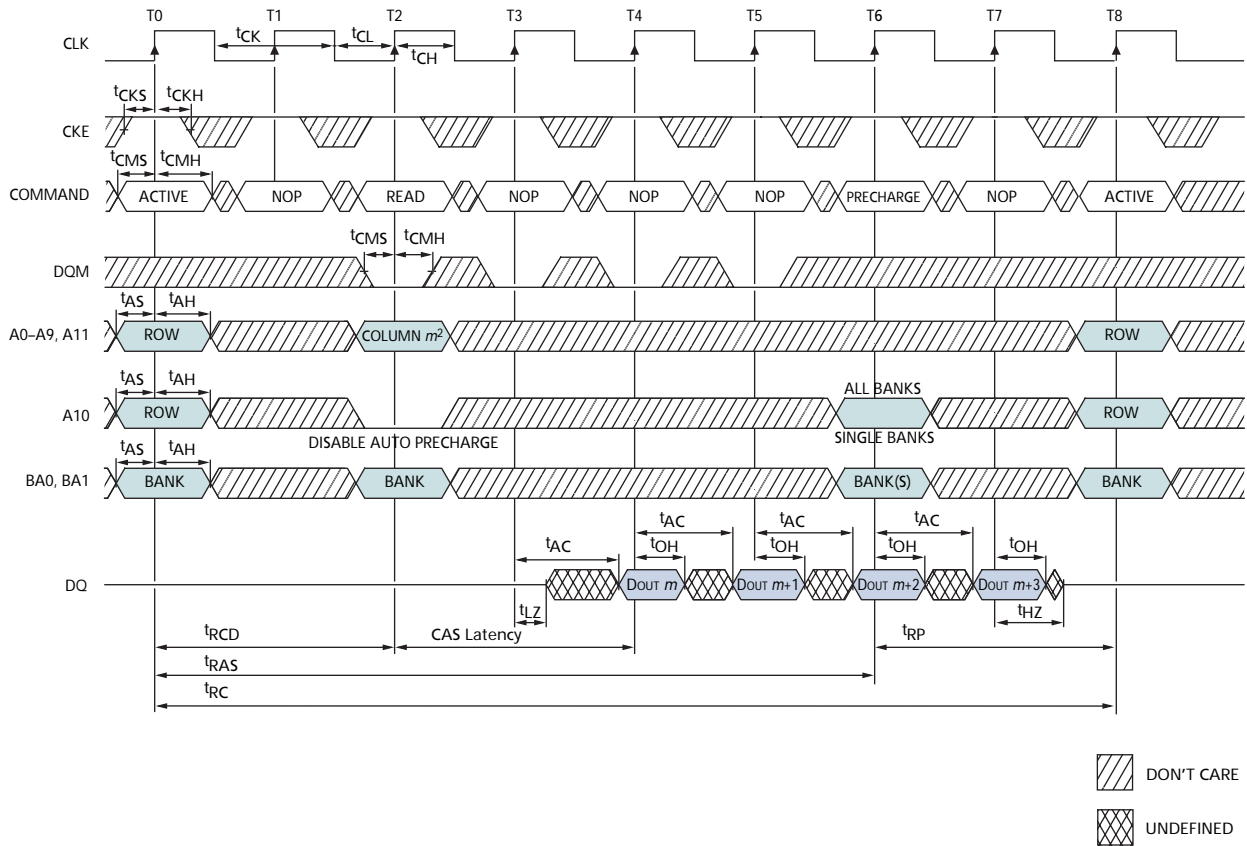 T0 T1 T2 T3 T4 T5 T6 T7 T8
CLK
tCK tCL
tCH
tCKS tCKH
CKE
tCMS tCMH
COMMAND ACTIVE NOP READ NOP NOP NOP PRECHARGE NOP ACTIVE
tCMS tCMH
DQM
tAS tAH
A0–A9, A11 ROW COLUMN m2 ROW
tAS tAH
ALL BANKS
A10 ROW ROW
DISABLE AUTO PRECHARGE SINGLE BANKS
tAS tAH
BA0, BA1 BANK BANK BANK(S) BANK
tAC tAC tAC tAC
tOH tOH tOH tOH
DQ DOUT m DOUT m+1 DOUT m+2 DOUT m+3
tLZ tHZ
tRCD CAS Latency tRP
tRAS
tRC
DON'T CARE
UNDEFINED